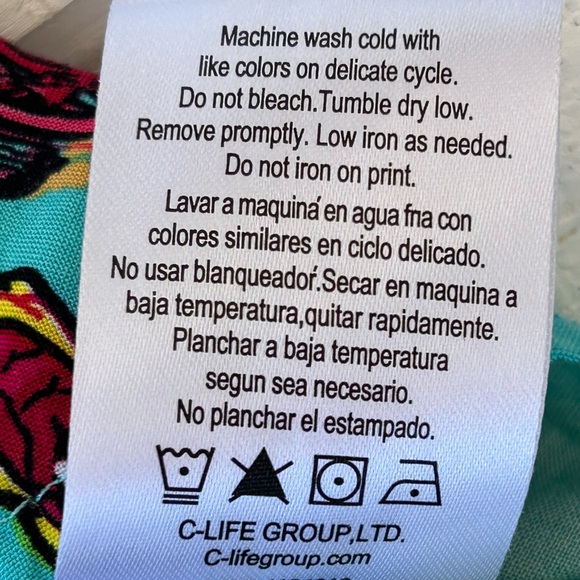 Machine wash cold with
like colors on delicate cycle.
Do not bleach.Tumble dry low.
Remove promptly. Low iron as needed.
Do not iron on print.
Lavar a maquina´en agua fna con
colores similares en ciclo delicado.
No usar blanqueadoŕ.Secar en maquina a
baja temperatura,quitar rapidamente.
Planchar a baja temperatura
segun sea necesario.
No planchar el estampado.
C-LIFE GROUP,LTD.
C-lifegroup.com